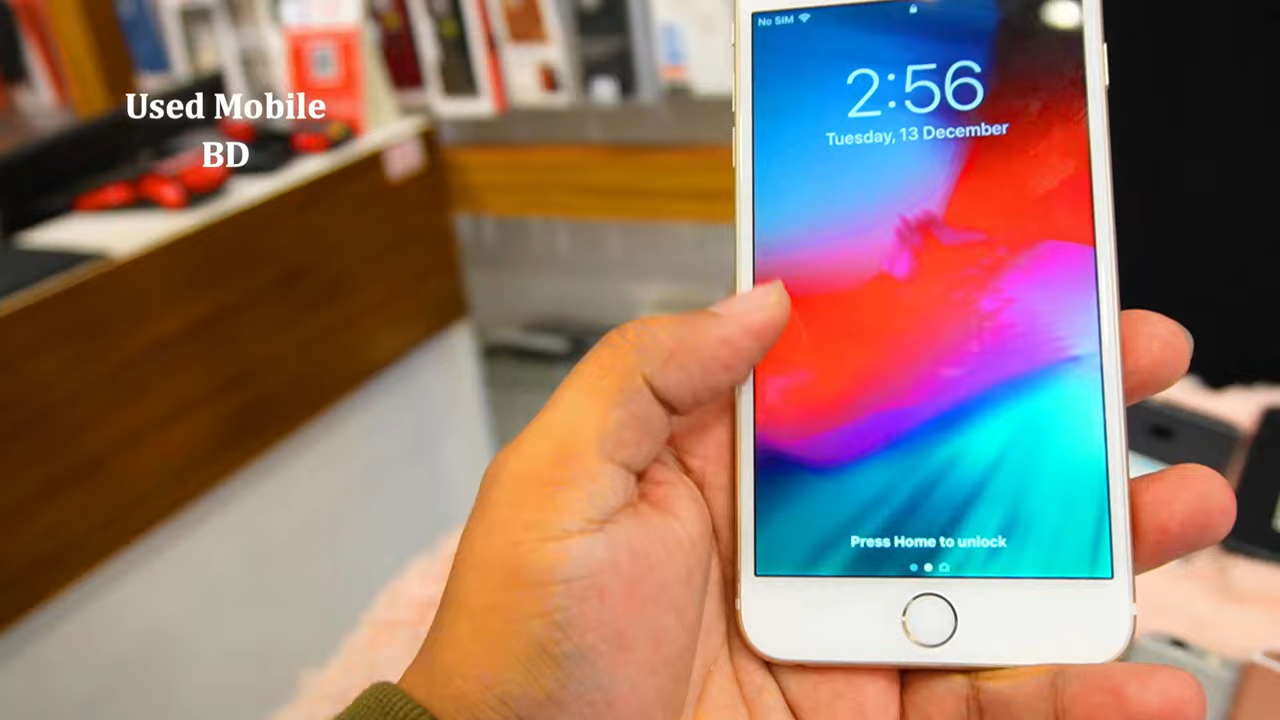 Used Mobile
BD
No SIM
2:56
Tuesday, 13 December
Press Home to unlock